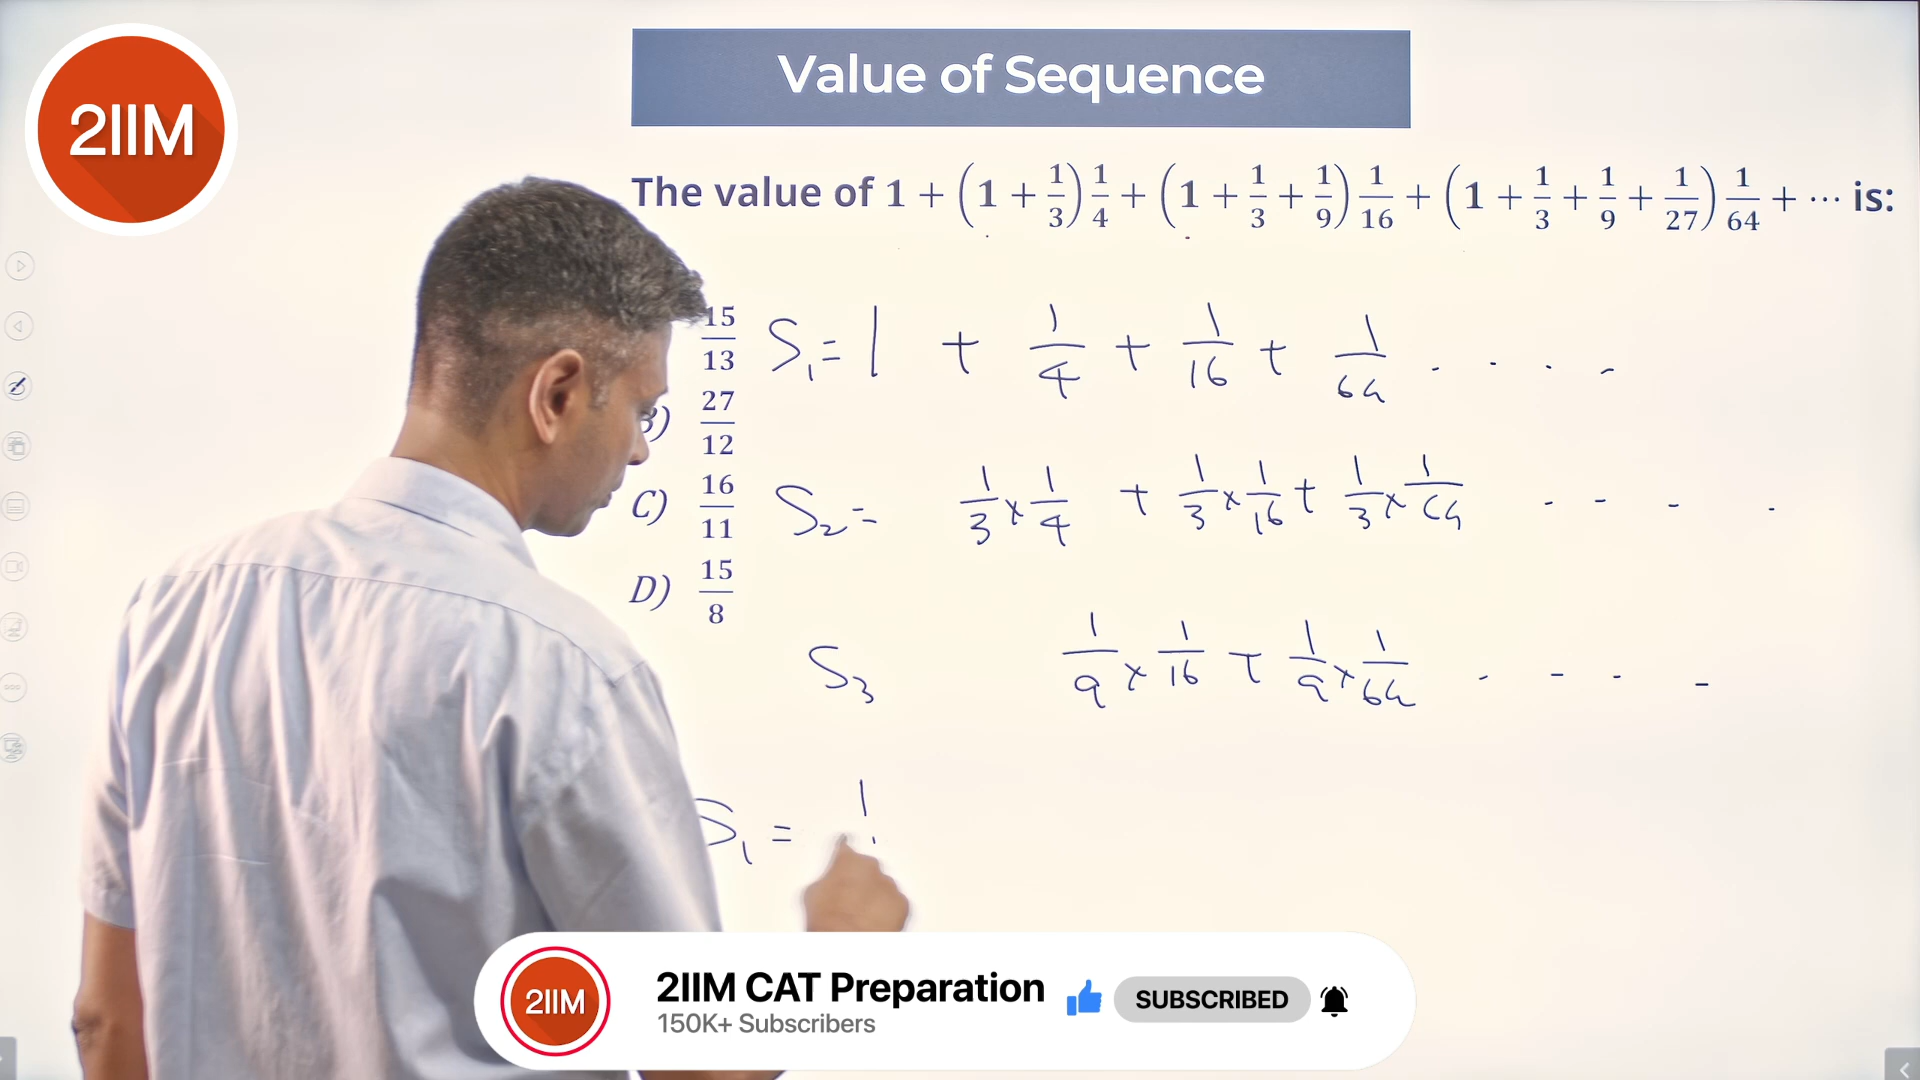 2IIM
Value of Sequence
The value of 1 + (1 + 1/3) 1/4 + (1 + 1/3 + 1/9) 1/16 + (1 + 1/3 + 1/9 + 1/27) 1/64 + ··· is:
15/13
B) 27/12
C) 16/11
D) 15/8
S₁ = 1 + 1/4 + 1/16 + 1/64 . . . .
S₂ = 1/3 × 1/4 + 1/3 × 1/16 + 1/3 × 1/64 . . . .
S₃ 1/9 × 1/16 + 1/9 × 1/64 . . . .
S₁ = 1
2IIM
2IIM CAT Preparation
150K+ Subscribers
SUBSCRIBED